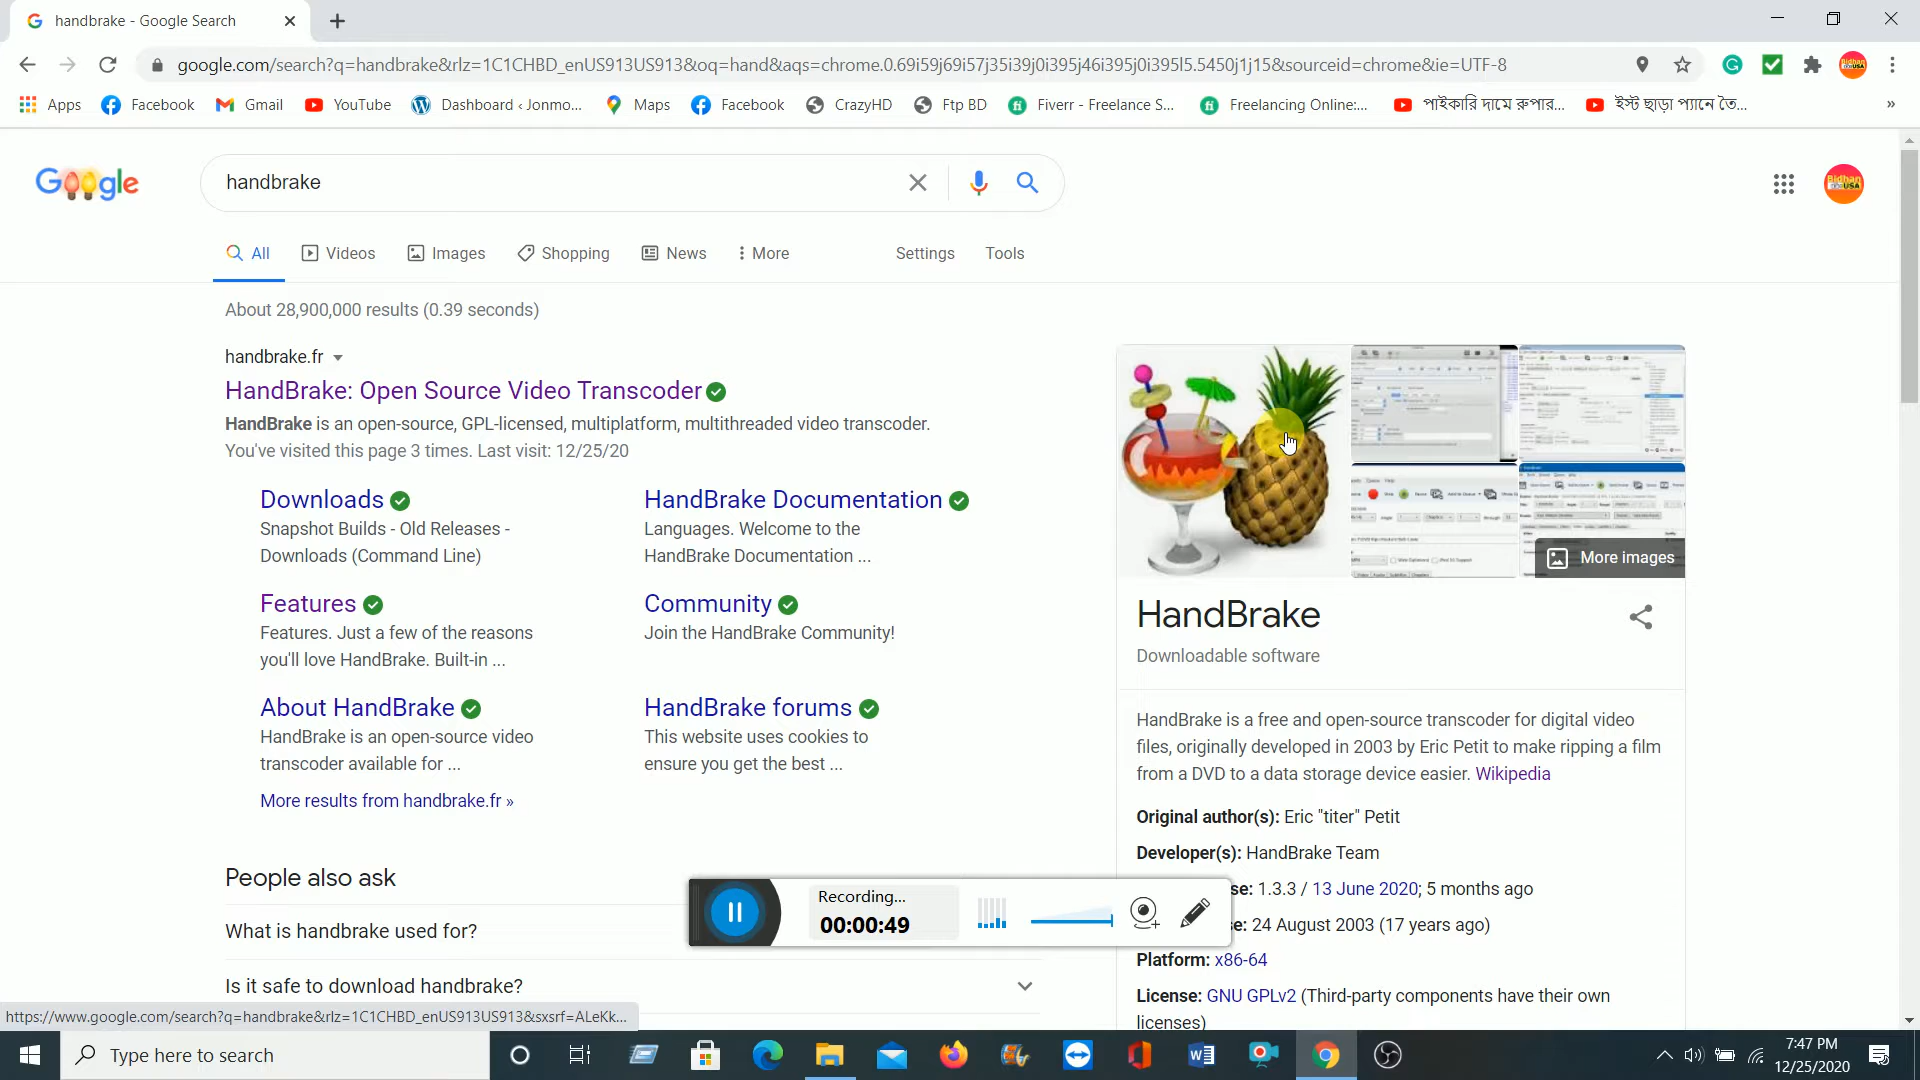 handbrake - Google Search
google.com/search?q=handbrake&rlz=1C1CHBD_enUS913US913&oq=hand&aqs=chrome.0.69i59j69i57j35i39j0i395j46i395j0i395l5.5450j1j15&sourceid=chrome&ie=UTF-8
Apps Facebook Gmail YouTube Dashboard ‹ Jonmo... Maps Facebook CrazyHD Ftp BD Fiverr - Freelance S... Freelancing Online:... পাইকারি দামে রুপার... ইস্ট ছাড়া প্যানে তৈ... »
Google handbrake
Bidhan USA
All Videos Images Shopping News More Settings Tools
About 28,900,000 results (0.39 seconds)
handbrake.fr
HandBrake: Open Source Video Transcoder
HandBrake is an open-source, GPL-licensed, multiplatform, multithreaded video transcoder.
You've visited this page 3 times. Last visit: 12/25/20
Downloads
Snapshot Builds - Old Releases -
Downloads (Command Line)
HandBrake Documentation
Languages. Welcome to the
HandBrake Documentation ...
Features
Features. Just a few of the reasons
you'll love HandBrake. Built-in ...
Community
Join the HandBrake Community!
About HandBrake
HandBrake is an open-source video
transcoder available for ...
HandBrake forums
This website uses cookies to
ensure you get the best ...
More results from handbrake.fr »
People also ask
What is handbrake used for?
Is it safe to download handbrake?
More images
HandBrake
Downloadable software
HandBrake is a free and open-source transcoder for digital video
files, originally developed in 2003 by Eric Petit to make ripping a film
from a DVD to a data storage device easier. Wikipedia
Original author(s): Eric "titer" Petit
Developer(s): HandBrake Team
se: 1.3.3 / 13 June 2020; 5 months ago
se: 24 August 2003 (17 years ago)
Platform: x86-64
License: GNU GPLv2 (Third-party components have their own
licenses)
Recording...
00:00:49
https://www.google.com/search?q=handbrake&rlz=1C1CHBD_enUS913US913&sxsrf=ALeKk...
Type here to search
7:47 PM
12/25/2020